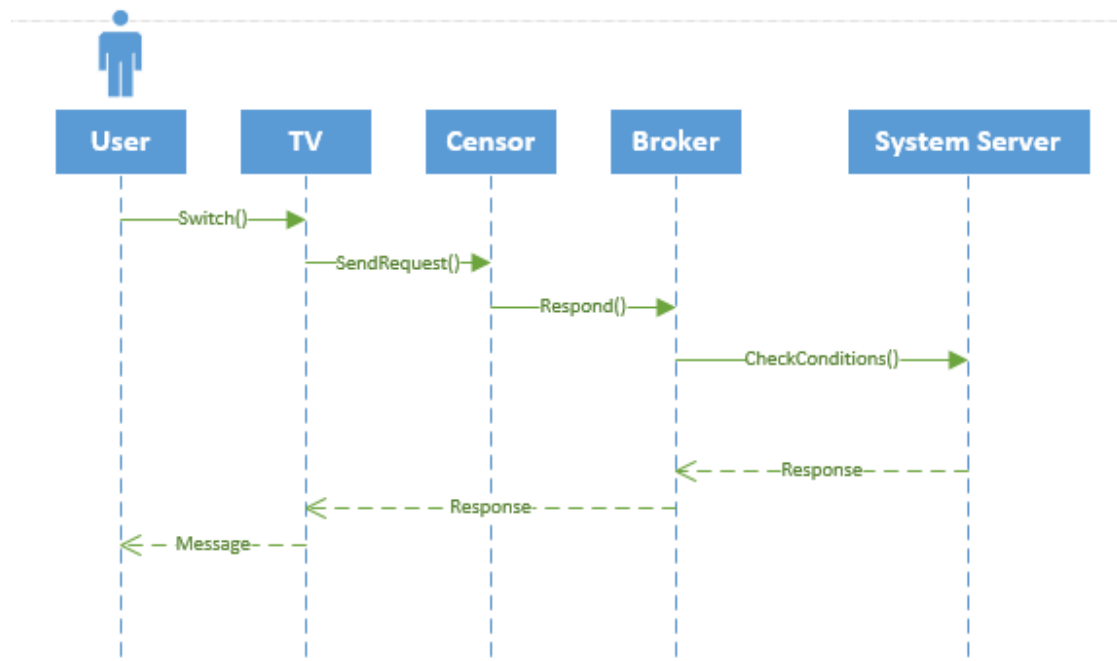 User
TV
Censor
Broker
System Server
Switch()
SendRequest()
Respond()
CheckConditions()
Response
Response
Message